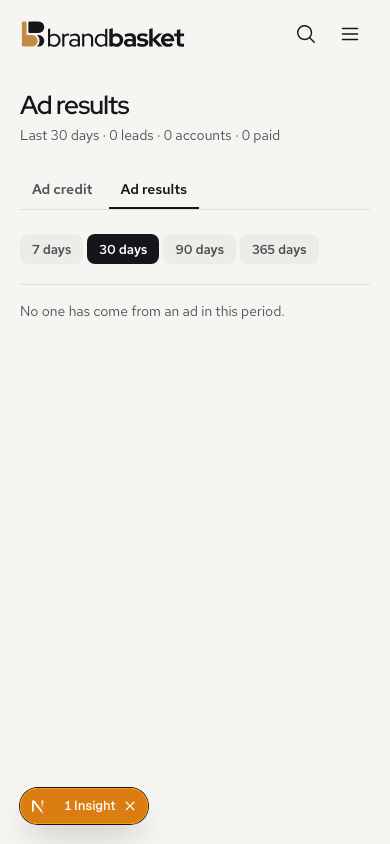 brandbasket
Ad results
Last 30 days · 0 leads · 0 accounts · 0 paid
Ad credit Ad results
7 days 30 days 90 days 365 days
No one has come from an ad in this period.
N 1 Insight